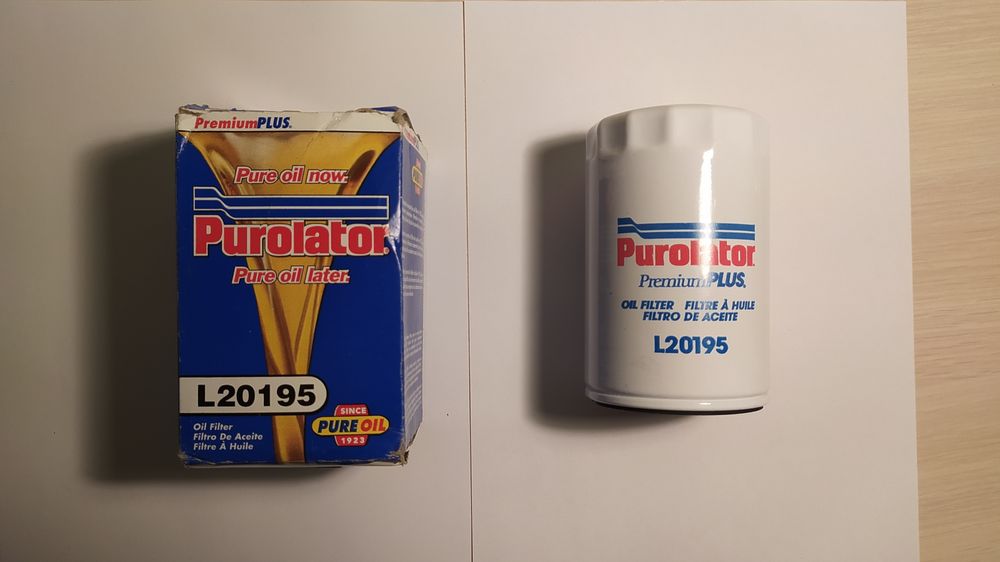 PremiumPLUS®
Pure oil now.
Purolator®
Pure oil later.
L20195
Oil Filter
Filtro De Aceite
Filtre À Huile
SINCE
PURE OIL
1923
Purolator
PremiumPLUS®
OIL FILTER FILTRE À HUILE
FILTRO DE ACEITE
L20195